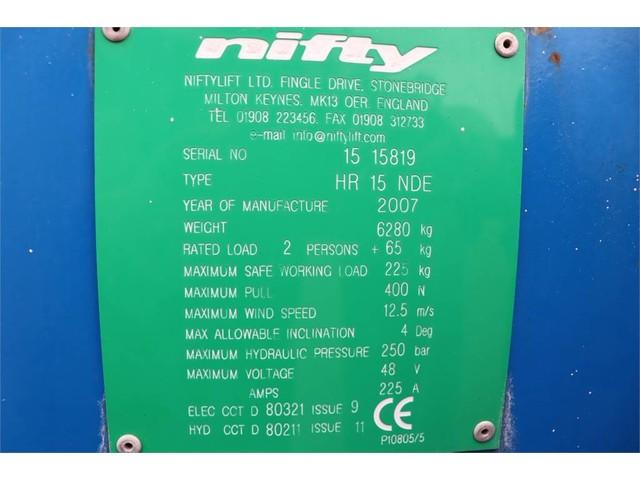 nifty
NIFTYLIFT LTD. FINGLE DRIVE, STONEBRIDGE
MILTON KEYNES. MK13 OER. ENGLAND
TEL 01908 223456. FAX 01908 312733
e-mail info@niftylift.com
SERIAL NO 15 15819
TYPE HR 15 NDE
YEAR OF MANUFACTURE 2007
WEIGHT 6280 kg
RATED LOAD 2 PERSONS + 65 kg
MAXIMUM SAFE WORKING LOAD 225 kg
MAXIMUM PULL 400 N
MAXIMUM WIND SPEED 12.5 m/s
MAX ALLOWABLE INCLINATION 4 Deg
MAXIMUM HYDRAULIC PRESSURE 250 bar
MAXIMUM VOLTAGE 48 V
AMPS 225 A
ELEC CCT D 80321 ISSUE 9
HYD CCT D 80211 ISSUE 11
CE
P10805/5